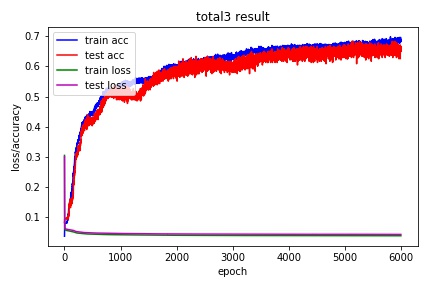 total3 result
0.7
0.6
0.5
0.4
0.3
0.2
0.1
loss/accuracy
train acc
test acc
train loss
test loss
0 1000 2000 3000 4000 5000 6000
epoch